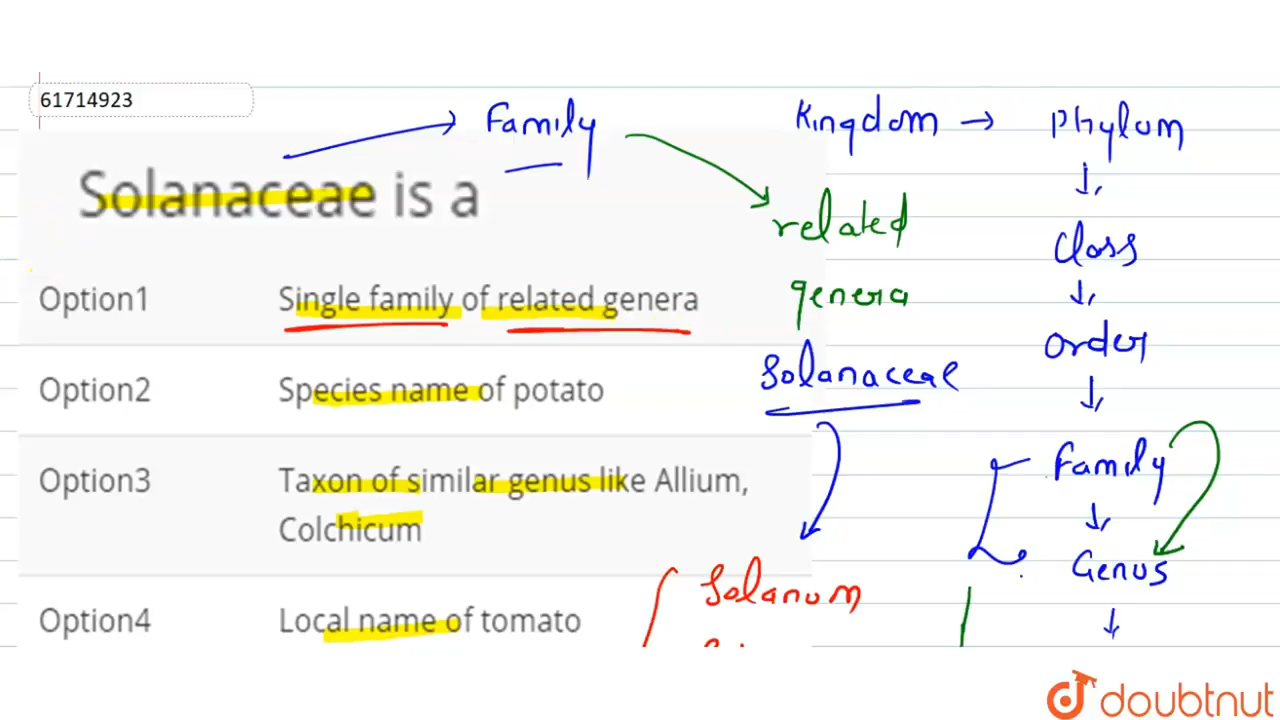 61714923
Family
Kingdom → Phylum
↓
Solanaceae is a
related
Class
↓
Option1 Single family of related genera
genera
Order
Solanaceae
↓
Option2 Species name of potato
Family
↓
Option3 Taxon of similar genus like Allium,
Colchicum
Genus
↓
Solanum
Option4 Local name of tomato
doubtnut